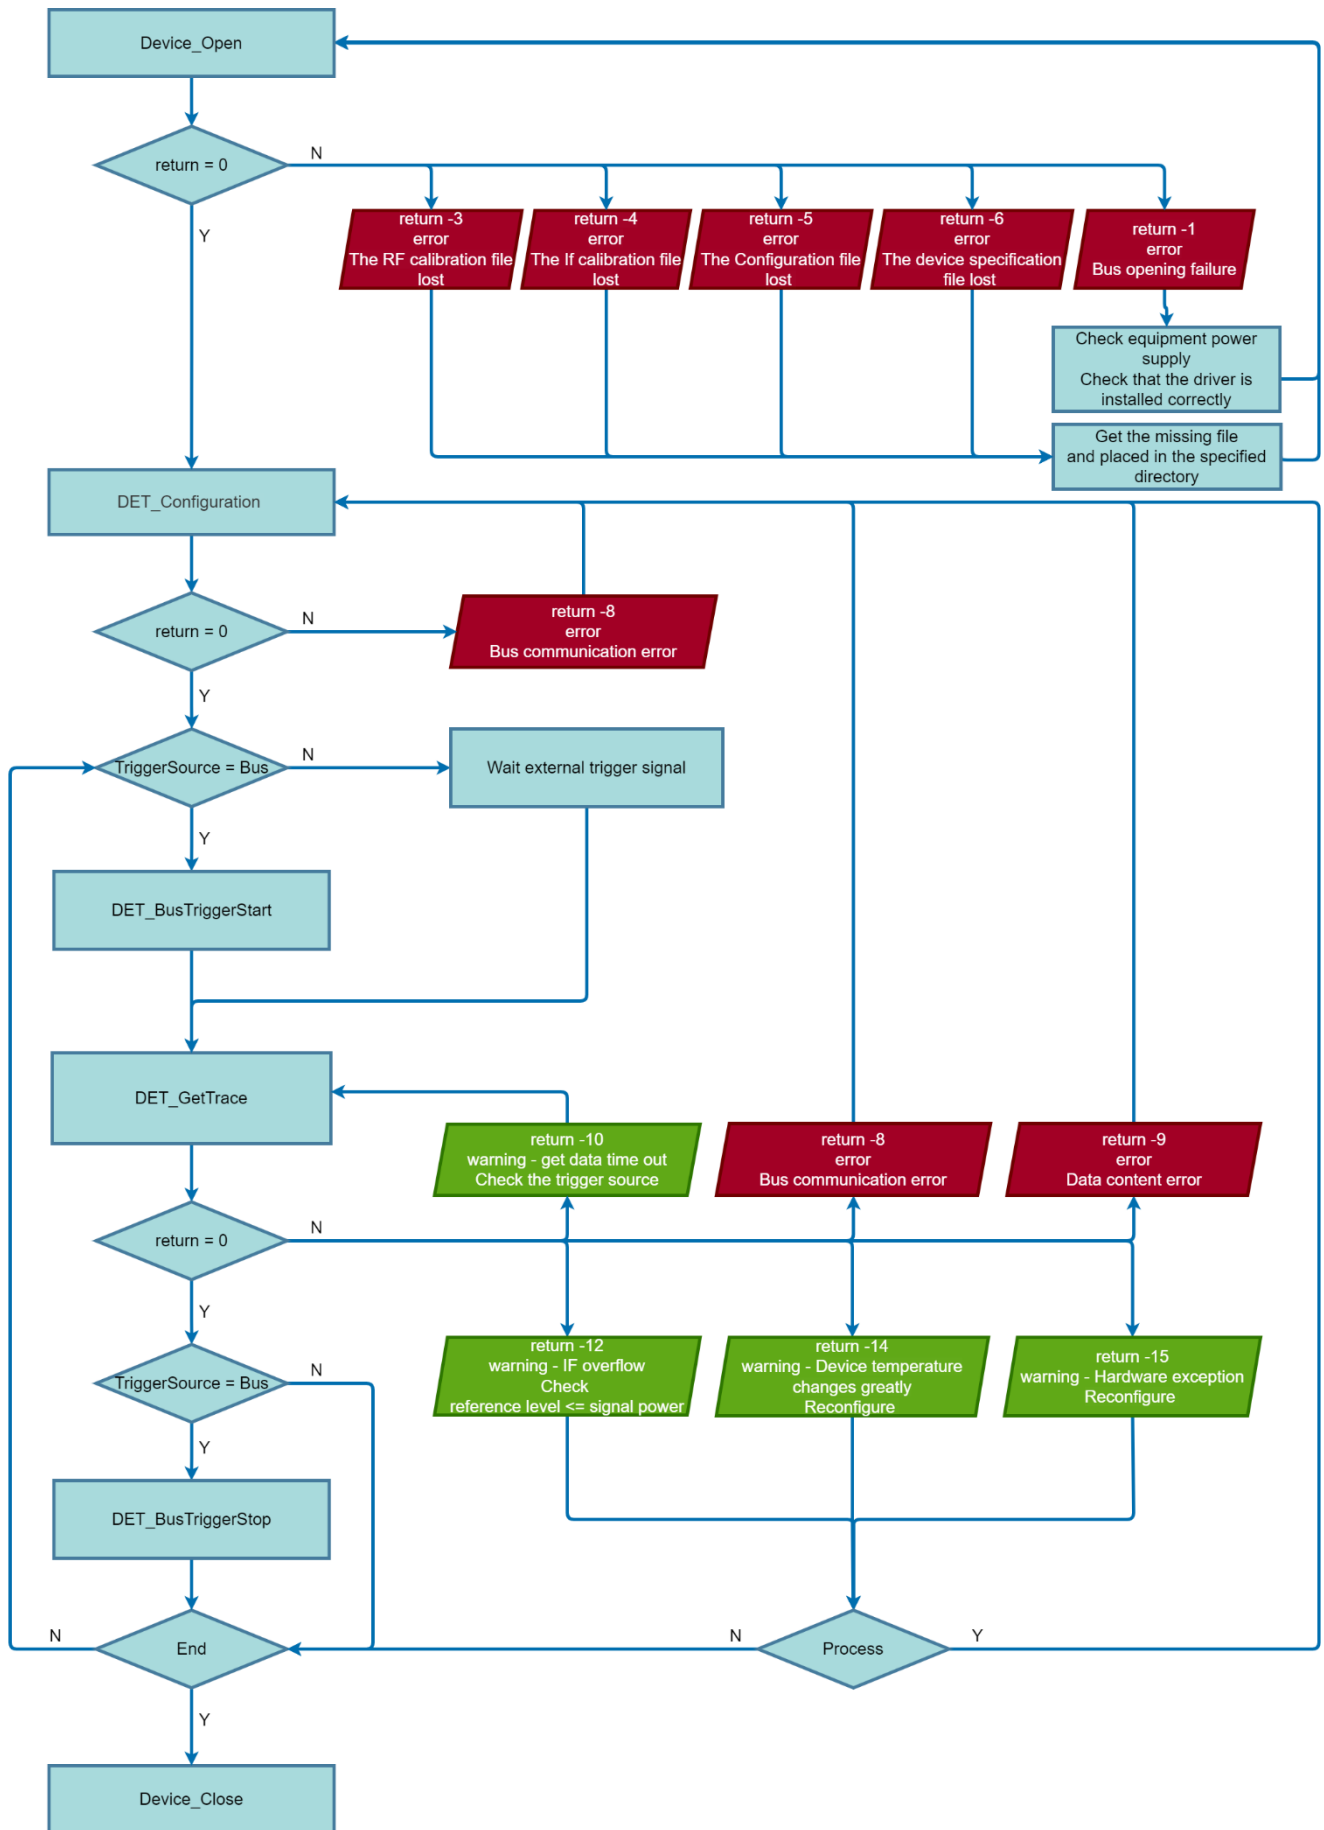 Device_Open
return = 0
N
Y
return -3
error
The RF calibration file
lost
return -4
error
The If calibration file
lost
return -5
error
The Configuration file
lost
return -6
error
The device specification
file lost
return -1
error
Bus opening failure
Check equipment power
supply
Check that the driver is
installed correctly
Get the missing file
and placed in the specified
directory
DET_Configuration
return = 0
N
Y
return -8
error
Bus communication error
TriggerSource = Bus
N
Y
Wait external trigger signal
DET_BusTriggerStart
DET_GetTrace
return -10
warning - get data time out
Check the trigger source
return -8
error
Bus communication error
return -9
error
Data content error
return = 0
N
Y
return -12
warning - IF overflow
Check
reference level <= signal power
return -14
warning - Device temperature
changes greatly
Reconfigure
return -15
warning - Hardware exception
Reconfigure
TriggerSource = Bus
N
Y
DET_BusTriggerStop
N
End
N
Process
Y
Y
Device_Close